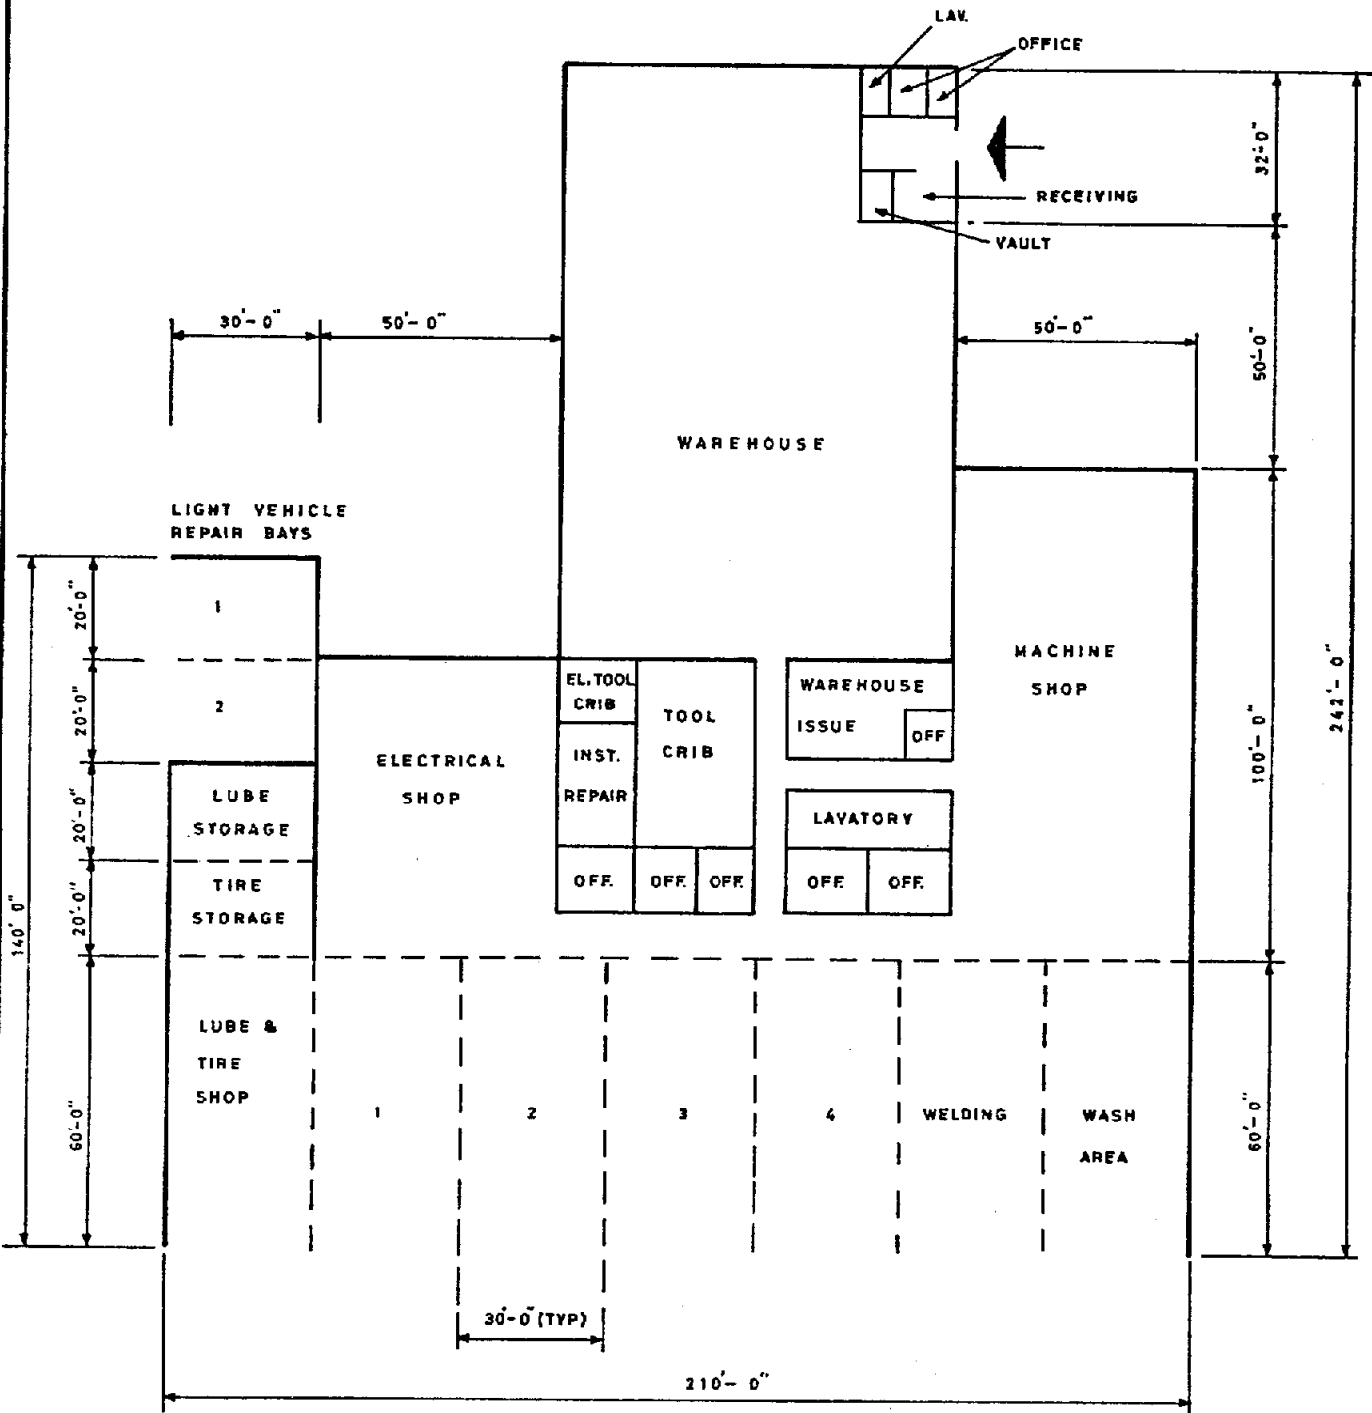 LAV.
OFFICE
32'-0"
RECEIVING
VAULT
30'-0"
50'-0"
50'-0"
50'-0"
WAREHOUSE
LIGHT VEHICLE
REPAIR BAYS
20'-0"
1
MACHINE
SHOP
242'-0"
20'-0"
2
EL. TOOL
CRIB
TOOL
CRIB
WAREHOUSE
ISSUE
OFF
ELECTRICAL
SHOP
INST.
REPAIR
100'-0"
20'-0"
LUBE
STORAGE
LAVATORY
20'-0"
TIRE
STORAGE
OFF.
OFF.
OFF.
OFF.
OFF.
140' 0"
LUBE &
TIRE
SHOP
60'-0"
1
2
3
4
WELDING
WASH
AREA
60'-0"
30'-0" (TYP)
210'-0"